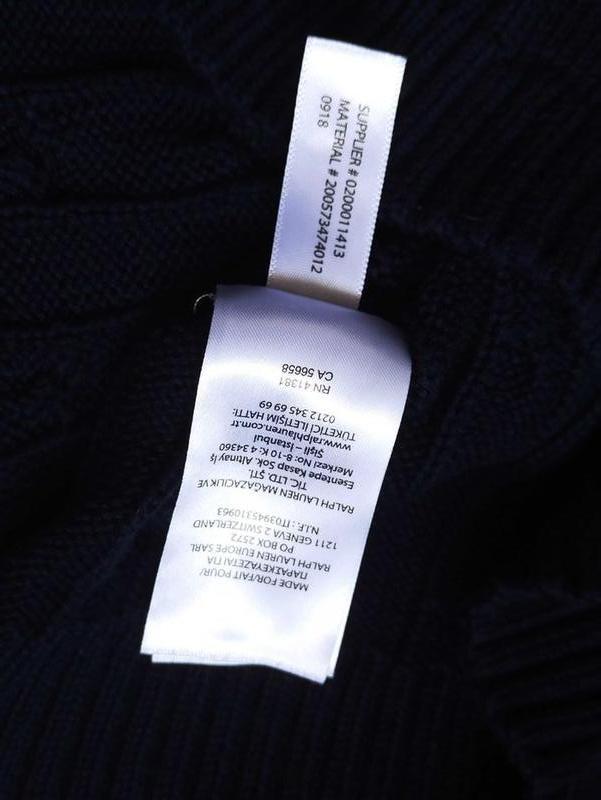 SUPPLIER # 0200011413
MATERIAL # 200573474012
0918
MADE FOR/FAIT POUR/
ΠΑΡΑΣΚΕΥΑΖΕΤΑΙ ΓΙΑ
RALPH LAUREN EUROPE SARL
PO BOX 2572
1211 GENEVA 2 SWITZERLAND
N.I.F.: IT03945310963
RALPH LAUREN MAĞAZACILIK VE
TİC. LTD. ŞTİ.
Esentepe Kasap Sok. Altınay İş
Merkezi No: 8-10 K: 4 34360
Şişli – İstanbul
www.ralphlauren.com.tr
TÜKETİCİ İLETİŞİM HATTI:
0212 345 69 69
RN 41381
CA 56658